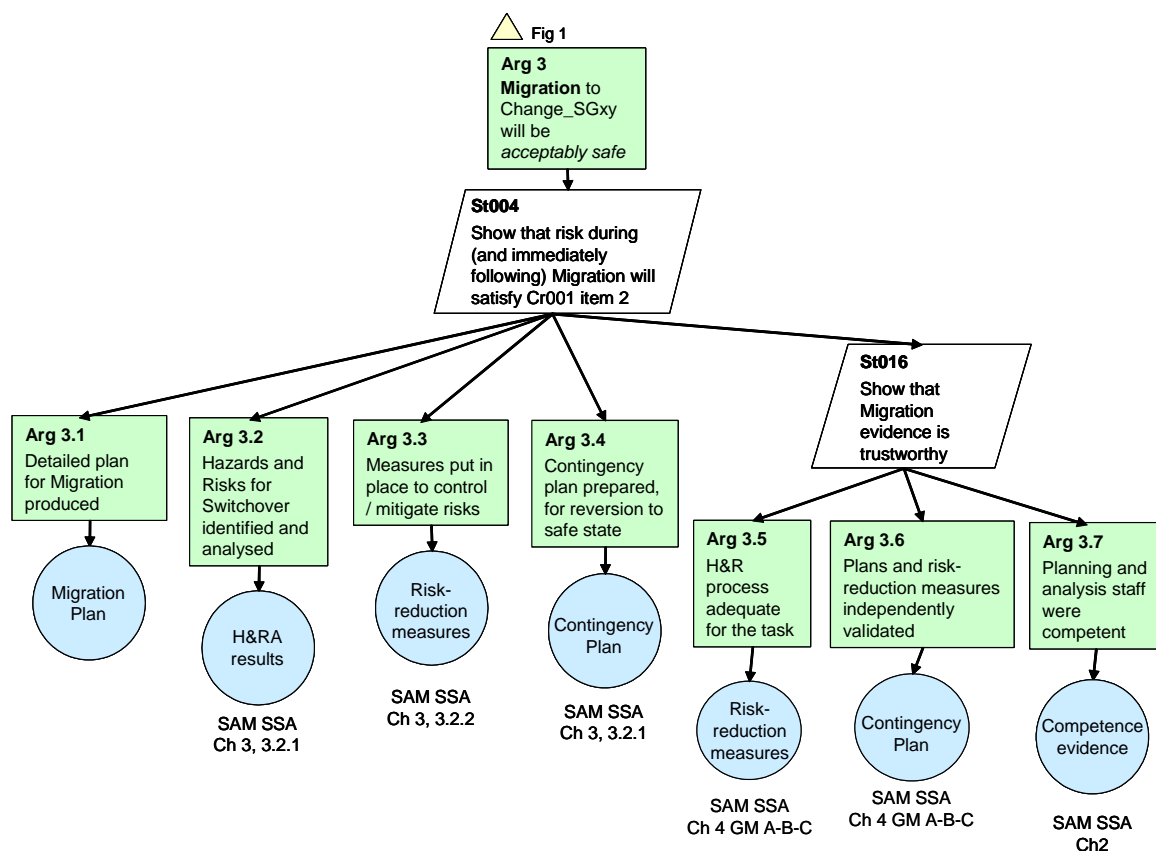 Fig 1
Arg 3
Migration to
Change_SGxy
will be
acceptably safe
St004
Show that risk during
(and immediately
following) Migration will
satisfy Cr001 item 2
St016
Show that
Migration
evidence is
trustworthy
Arg 3.1
Detailed plan
for Migration
produced
Migration
Plan
Arg 3.2
Hazards and
Risks for
Switchover
identified and
analysed
H&RA
results
SAM SSA
Ch 3, 3.2.1
Arg 3.3
Measures put in
place to control
/ mitigate risks
Risk-
reduction
measures
SAM SSA
Ch 3, 3.2.2
Arg 3.4
Contingency
plan prepared,
for reversion to
safe state
Contingency
Plan
SAM SSA
Ch 3, 3.2.1
Arg 3.5
H&R
process
adequate
for the task
Risk-
reduction
measures
SAM SSA
Ch 4 GM A-B-C
Arg 3.6
Plans and risk-
reduction measures
independently
validated
Contingency
Plan
SAM SSA
Ch 4 GM A-B-C
Arg 3.7
Planning and
analysis staff
were
competent
Competence
evidence
SAM SSA
Ch2